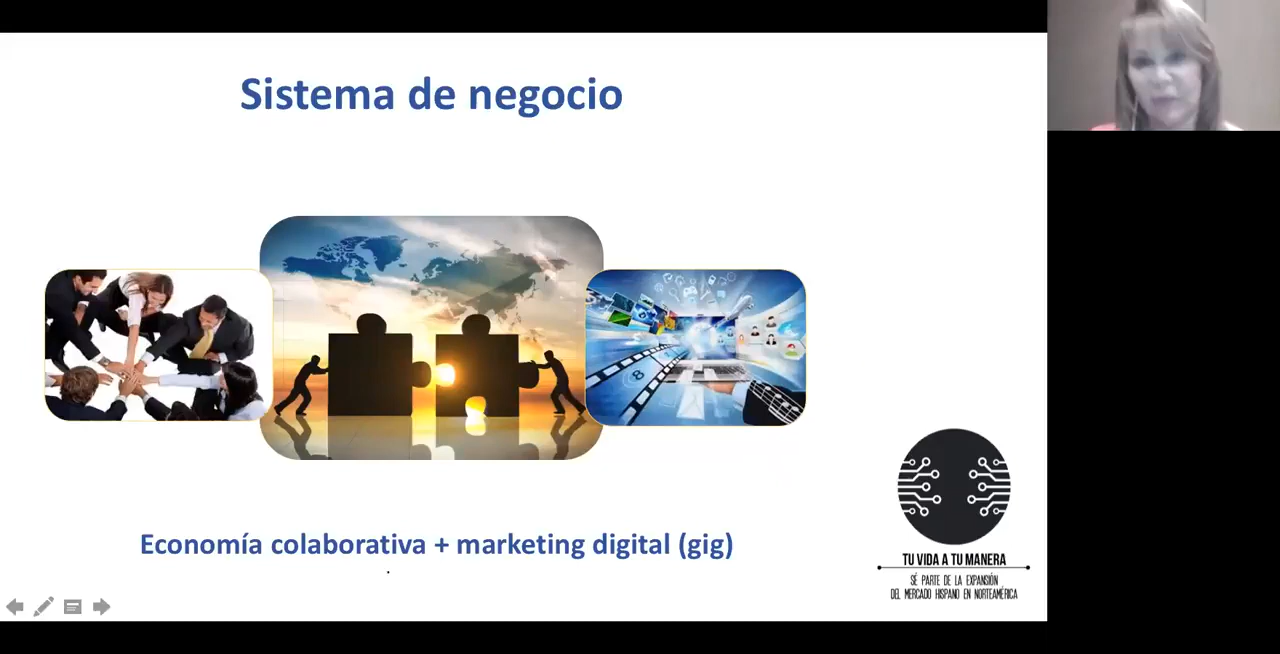 Sistema de negocio
Economía colaborativa + marketing digital (gig)
TU VIDA A TU MANERA
SÉ PARTE DE LA EXPANSIÓN
DEL MERCADO HISPANO EN NORTEAMÉRICA